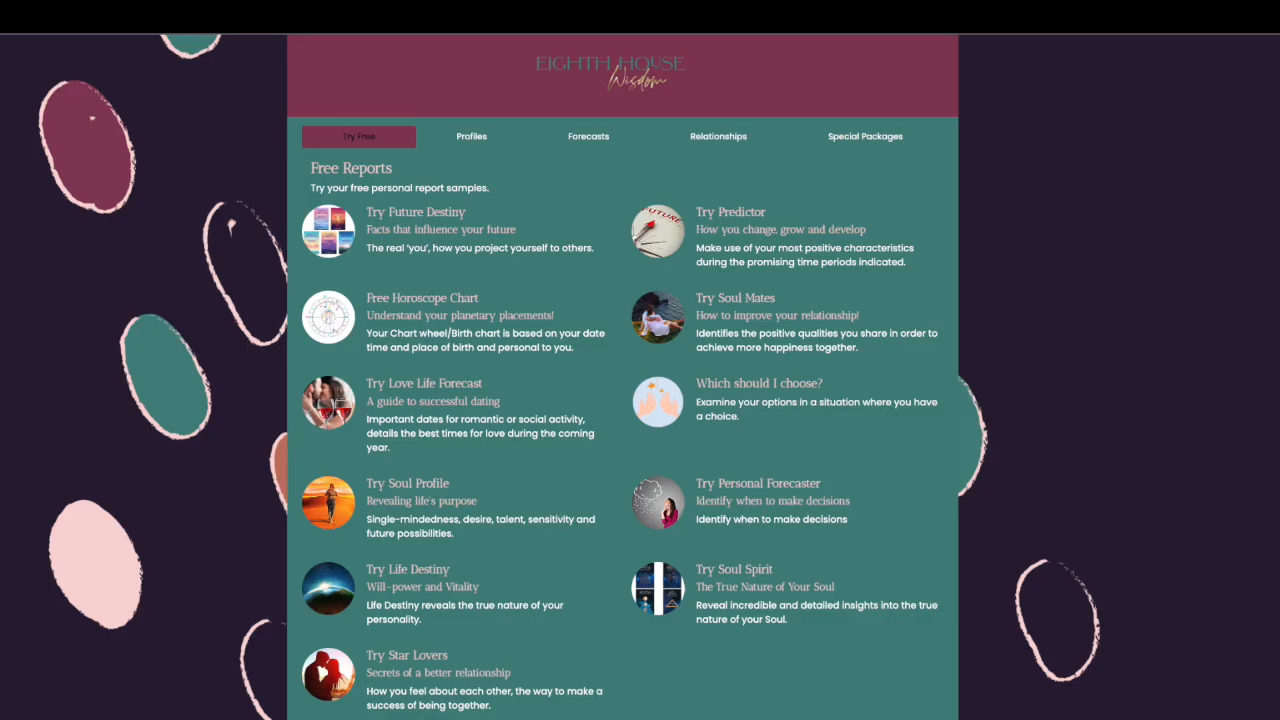 EIGHTH HOUSE
Wisdom
Try Free
Profiles
Forecasts
Relationships
Special Packages
Free Reports
Try your free personal report samples.
Try Future Destiny
Facts that influence your future
The real ‘you’, how you project yourself to others.
Try Predictor
How you change, grow and develop
Make use of your most positive characteristics
during the promising time periods indicated.
FUTURE
Free Horoscope Chart
Understand your planetary placements!
Your Chart wheel/Birth chart is based on your date
time and place of birth and personal to you.
Try Soul Mates
How to improve your relationship!
Identifies the positive qualities you share in order to
achieve more happiness together.
Try Love Life Forecast
A guide to successful dating
Important dates for romantic or social activity,
details the best times for love during the coming
year.
Which should I choose?
Examine your options in a situation where you have
a choice.
Try Soul Profile
Revealing life's purpose
Single-mindedness, desire, talent, sensitivity and
future possibilities.
Try Personal Forecaster
Identify when to make decisions
Identify when to make decisions
Try Life Destiny
Will-power and Vitality
Life Destiny reveals the true nature of your
personality.
Try Soul Spirit
The True Nature of Your Soul
Reveal incredible and detailed insights into the true
nature of your Soul.
Try Star Lovers
Secrets of a better relationship
How you feel about each other, the way to make a
success of being together.